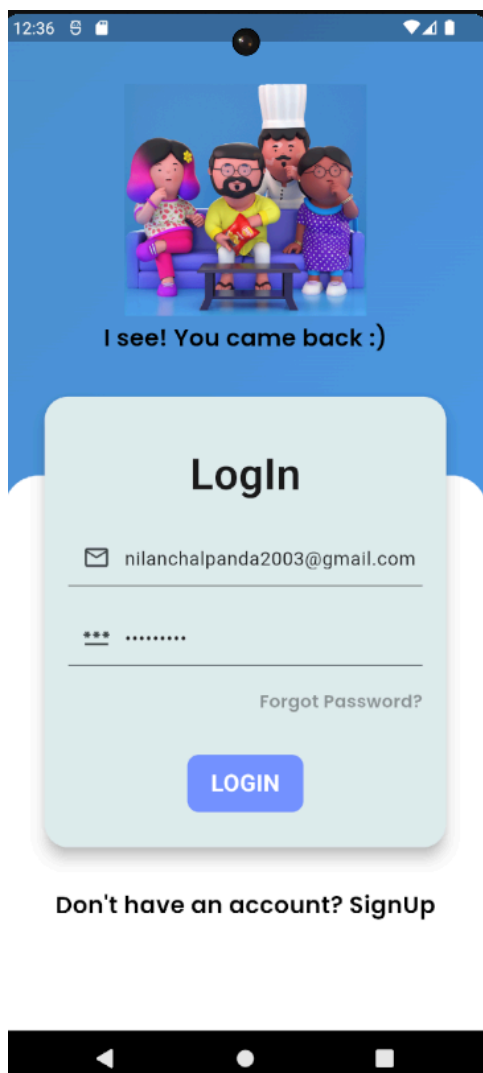 12:36
I see! You came back :)
LogIn
nilanchalpanda2003@gmail.com
*** •••••••••
Forgot Password?
LOGIN
Don't have an account? SignUp